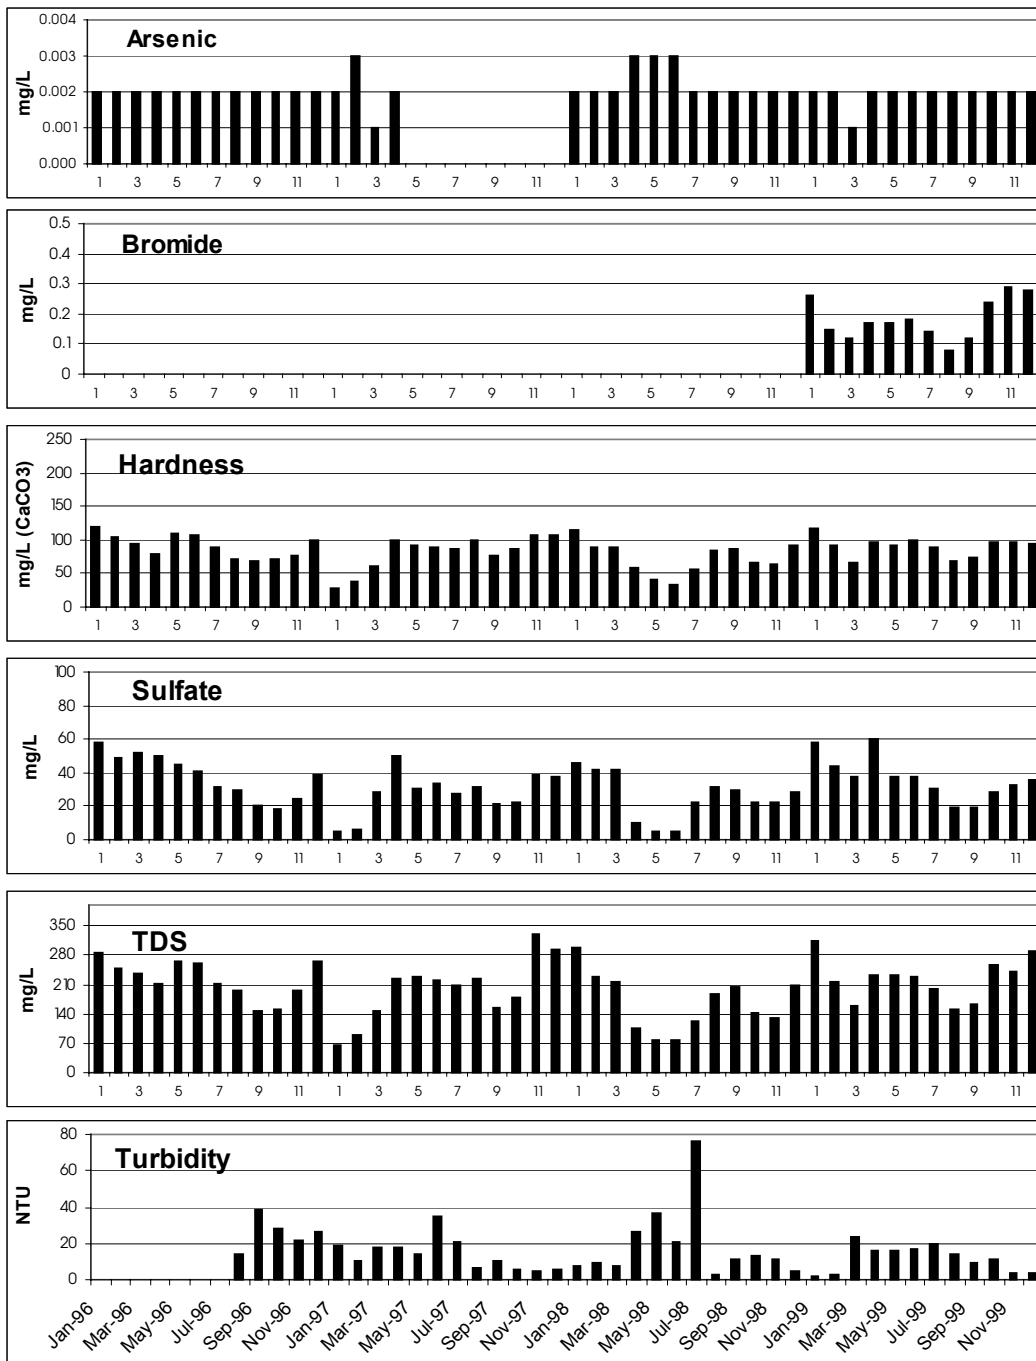 Arsenic
mg/L
0.004
0.003
0.002
0.001
0.000
1 3 5 7 9 11 1 3 5 7 9 11 1 3 5 7 9 11 1 3 5 7 9 11
Bromide
mg/L
0.5
0.4
0.3
0.2
0.1
0
1 3 5 7 9 11 1 3 5 7 9 11 1 3 5 7 9 11 1 3 5 7 9 11
Hardness
mg/L (CaCO3)
250
200
150
100
50
0
1 3 5 7 9 11 1 3 5 7 9 11 1 3 5 7 9 11 1 3 5 7 9 11
Sulfate
mg/L
100
80
60
40
20
0
1 3 5 7 9 11 1 3 5 7 9 11 1 3 5 7 9 11 1 3 5 7 9 11
TDS
mg/L
350
280
210
140
70
0
1 3 5 7 9 11 1 3 5 7 9 11 1 3 5 7 9 11 1 3 5 7 9 11
Turbidity
NTU
80
60
40
20
0
Jan-96 Mar-96 May-96 Jul-96 Sep-96 Nov-96 Jan-97 Mar-97 May-97 Jul-97 Sep-97 Nov-97 Jan-98 Mar-98 May-98 Jul-98 Sep-98 Nov-98 Jan-99 Mar-99 May-99 Jul-99 Sep-99 Nov-99